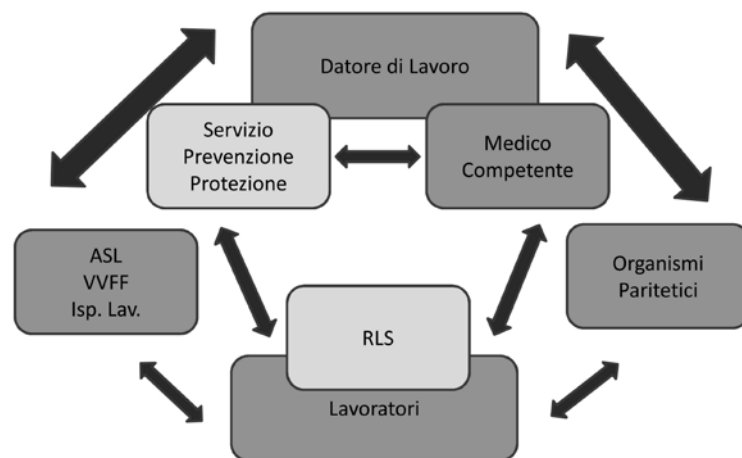 Datore di Lavoro
Servizio
Prevenzione
Protezione
Medico
Competente
ASL
VVFF
Isp. Lav.
Organismi
Paritetici
RLS
Lavoratori